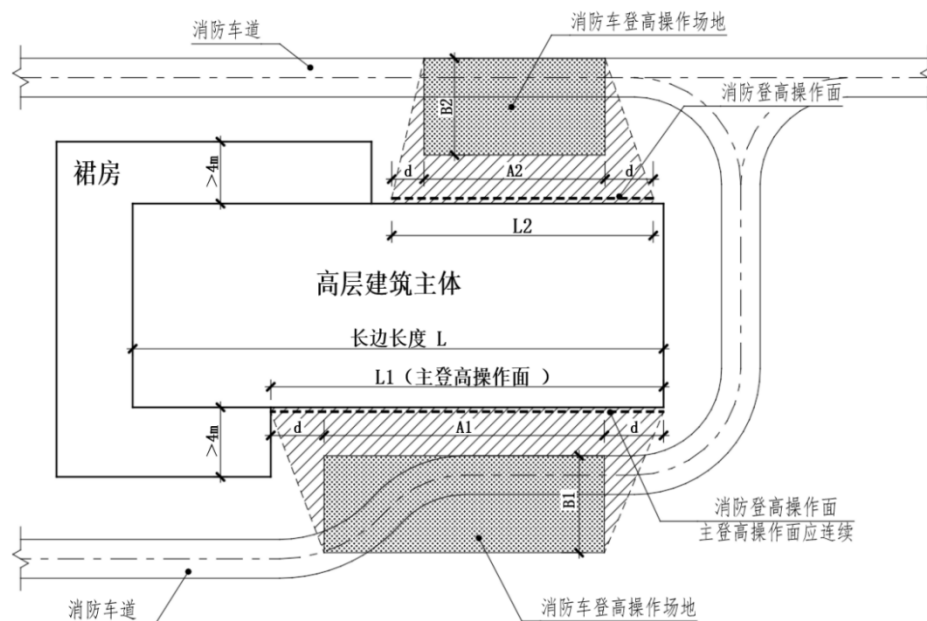 消防车道
消防车登高操作场地
消防登高操作面
B2
裙房
>4m
d
A2
d
L2
高层建筑主体
长边长度 L
L1（主登高操作面 ）
>4m
d
A1
d
B1
消防登高操作面
主登高操作面应连续
消防车道
消防车登高操作场地